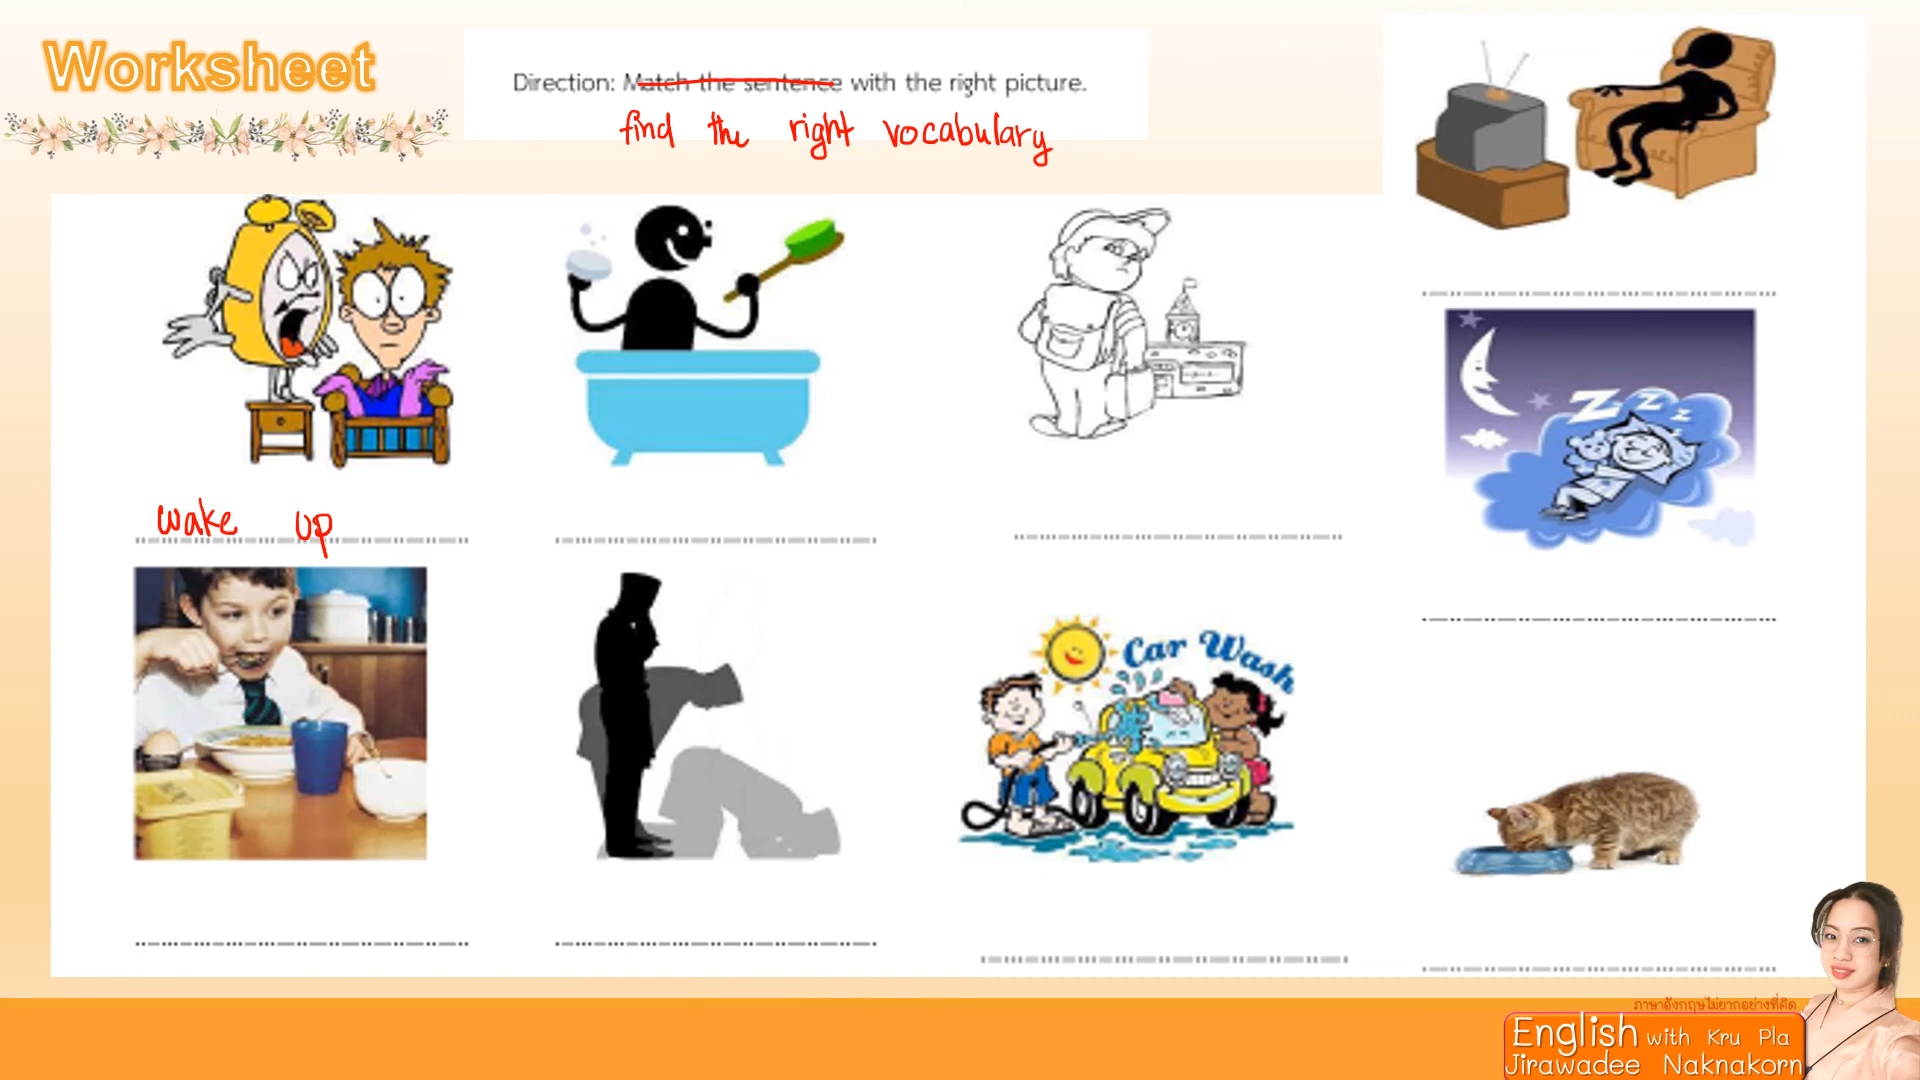 Worksheet
Direction: Match the sentence with the right picture.
find the right vocabulary
wake up
Car Wash
Z Z Z
ภาษาอังกฤษไม่ยากอย่างที่คิด
English with Kru Pla
Jirawadee Naknakorn